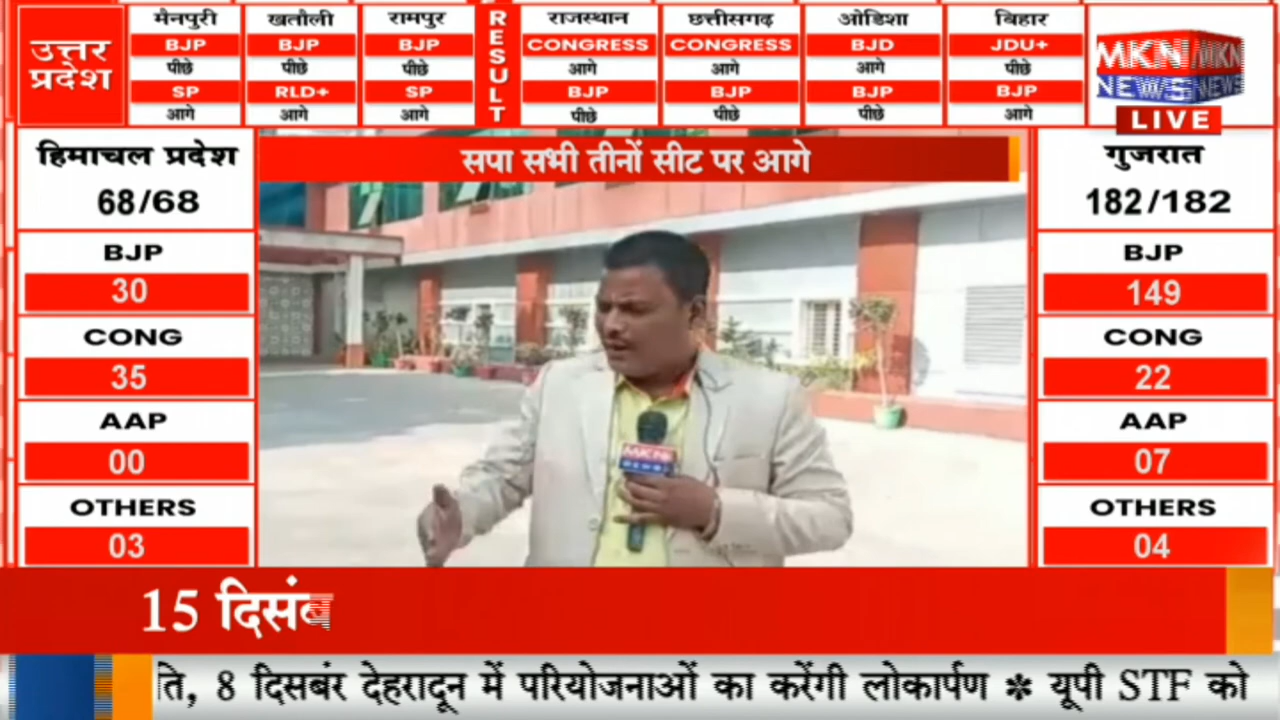 उत्तर
प्रदेश
मैनपुरी
BJP
पीछे
SP
आगे
खतौली
BJP
पीछे
RLD+
आगे
रामपुर
BJP
पीछे
SP
आगे
RESULT
राजस्थान
CONGRESS
आगे
BJP
पीछे
छत्तीसगढ़
CONGRESS
आगे
BJP
पीछे
ओडिशा
BJD
आगे
BJP
पीछे
बिहार
JDU+
पीछे
BJP
आगे
MKN MKN
NEWS NEWS
LIVE
हिमाचल प्रदेश
68/68
BJP
30
CONG
35
AAP
00
OTHERS
03
सपा सभी तीनों सीट पर आगे
MKN
NEWS
गुजरात
182/182
BJP
149
CONG
22
AAP
07
OTHERS
04
15
ति, 8 दिसबंर देहरादून में परियोजनाओं का करेंगी लोकार्पण * यूपी STF को